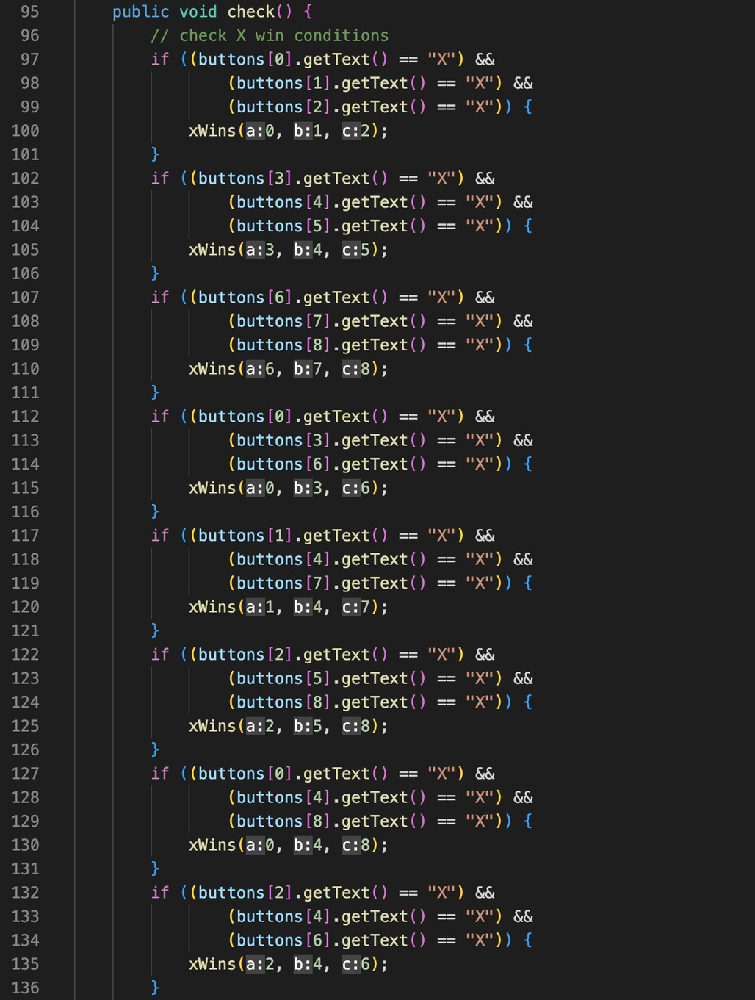 95 public void check() {
96 // check X win conditions
97 if ((buttons[0].getText() == "X") &&
98 (buttons[1].getText() == "X") &&
99 (buttons[2].getText() == "X")) {
100 xWins(a:0, b:1, c:2);
101 }
102 if ((buttons[3].getText() == "X") &&
103 (buttons[4].getText() == "X") &&
104 (buttons[5].getText() == "X")) {
105 xWins(a:3, b:4, c:5);
106 }
107 if ((buttons[6].getText() == "X") &&
108 (buttons[7].getText() == "X") &&
109 (buttons[8].getText() == "X")) {
110 xWins(a:6, b:7, c:8);
111 }
112 if ((buttons[0].getText() == "X") &&
113 (buttons[3].getText() == "X") &&
114 (buttons[6].getText() == "X")) {
115 xWins(a:0, b:3, c:6);
116 }
117 if ((buttons[1].getText() == "X") &&
118 (buttons[4].getText() == "X") &&
119 (buttons[7].getText() == "X")) {
120 xWins(a:1, b:4, c:7);
121 }
122 if ((buttons[2].getText() == "X") &&
123 (buttons[5].getText() == "X") &&
124 (buttons[8].getText() == "X")) {
125 xWins(a:2, b:5, c:8);
126 }
127 if ((buttons[0].getText() == "X") &&
128 (buttons[4].getText() == "X") &&
129 (buttons[8].getText() == "X")) {
130 xWins(a:0, b:4, c:8);
131 }
132 if ((buttons[2].getText() == "X") &&
133 (buttons[4].getText() == "X") &&
134 (buttons[6].getText() == "X")) {
135 xWins(a:2, b:4, c:6);
136 }